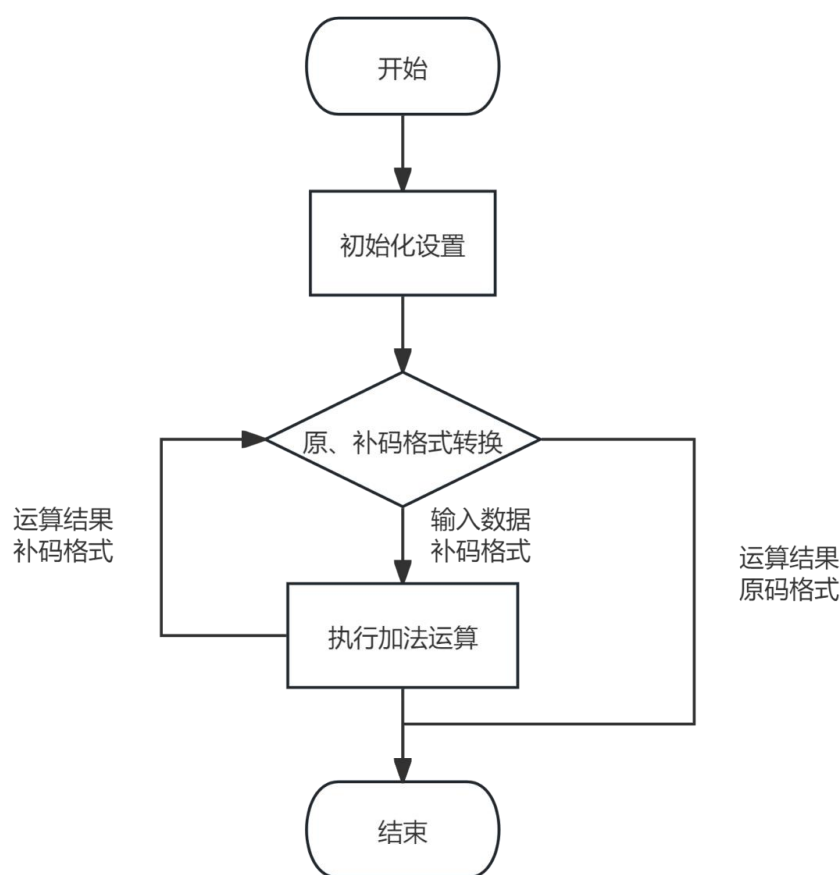 开始
初始化设置
原、补码格式转换
运算结果
补码格式
输入数据
补码格式
运算结果
原码格式
执行加法运算
结束